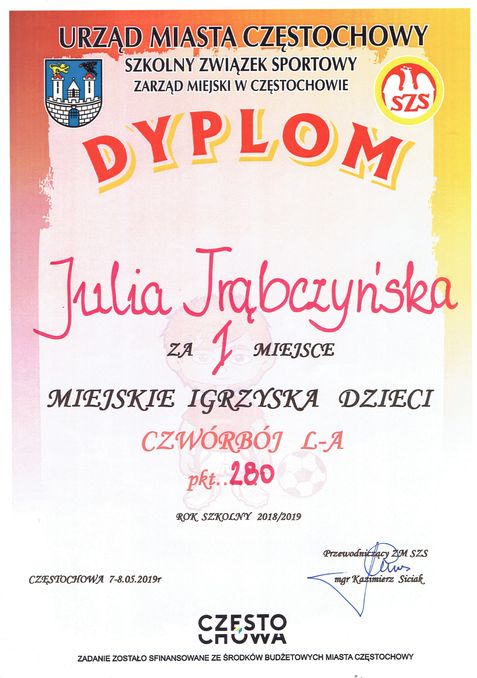 URZĄD MIASTA CZĘSTOCHOWY
SZKOLNY ZWIĄZEK SPORTOWY
ZARZĄD MIEJSKI W CZĘSTOCHOWIE
SZS
DYPLOM
Julia Trąbczyńska
ZA 1 MIEJSCE
MIEJSKIE IGRZYSKA DZIECI
CZWÓRBÓJ L-A
pkt..280
ROK SZKOLNY 2018/2019
Przewodniczący ZM SZS
mgr Kazimierz Siciak
CZĘSTOCHOWA 7-8.05.2019r
CZĘSTO
CHOWA
ZADANIE ZOSTAŁO SFINANSOWANE ZE ŚRODKÓW BUDŻETOWYCH MIASTA CZĘSTOCHOWY